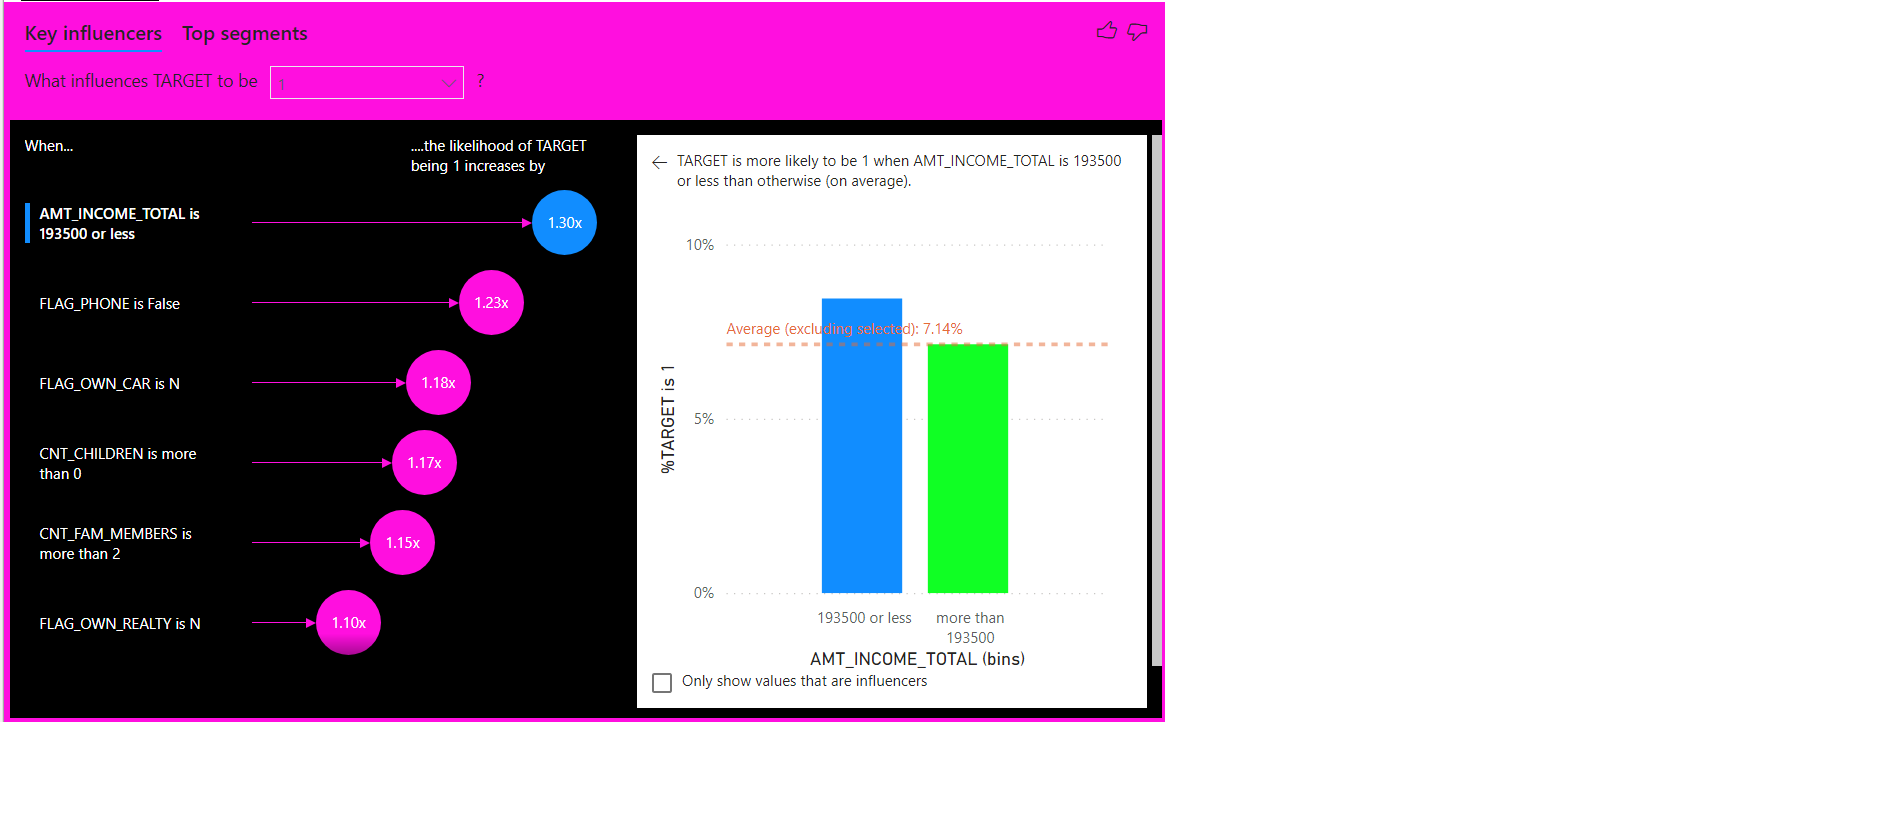 Key influencers Top segments
What influences TARGET to be 1 ?
When...
....the likelihood of TARGET
being 1 increases by
AMT_INCOME_TOTAL is
193500 or less
1.30x
FLAG_PHONE is False
1.23x
FLAG_OWN_CAR is N
1.18x
CNT_CHILDREN is more
than 0
1.17x
CNT_FAM_MEMBERS is
more than 2
1.15x
FLAG_OWN_REALTY is N
1.10x
TARGET is more likely to be 1 when AMT_INCOME_TOTAL is 193500
or less than otherwise (on average).
10%
Average (excluding selected): 7.14%
%TARGET is 1
5%
0%
193500 or less
more than
193500
AMT_INCOME_TOTAL (bins)
Only show values that are influencers